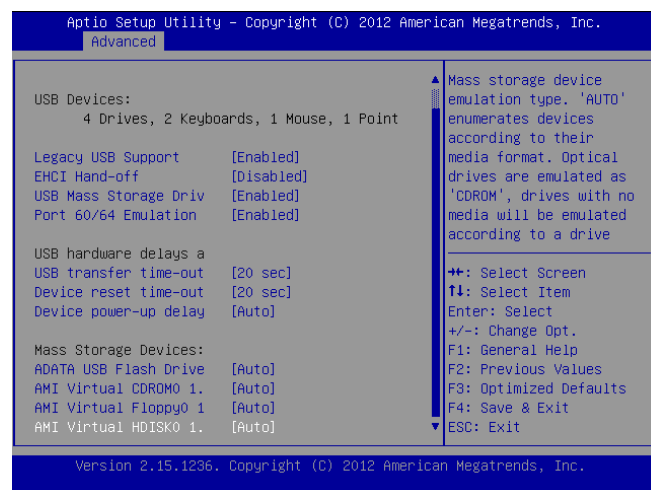 Aptio Setup Utility – Copyright (C) 2012 American Megatrends, Inc.
Advanced
USB Devices:
4 Drives, 2 Keyboards, 1 Mouse, 1 Point
Legacy USB Support [Enabled]
EHCI Hand-off [Disabled]
USB Mass Storage Driv [Enabled]
Port 60/64 Emulation [Enabled]
USB hardware delays a
USB transfer time-out [20 sec]
Device reset time-out [20 sec]
Device power-up delay [Auto]
Mass Storage Devices:
ADATA USB Flash Drive [Auto]
AMI Virtual CDROM0 1. [Auto]
AMI Virtual Floppy0 1 [Auto]
AMI Virtual HDISK0 1. [Auto]
Mass storage device
emulation type. 'AUTO'
enumerates devices
according to their
media format. Optical
drives are emulated as
'CDROM', drives with no
media will be emulated
according to a drive
→←: Select Screen
↑↓: Select Item
Enter: Select
+/-: Change Opt.
F1: General Help
F2: Previous Values
F3: Optimized Defaults
F4: Save & Exit
ESC: Exit
Version 2.15.1236. Copyright (C) 2012 American Megatrends, Inc.